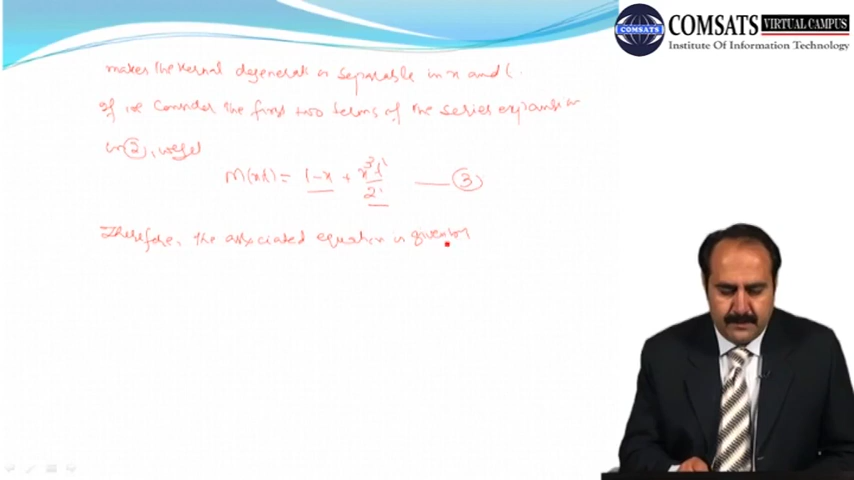 COMSATS VIRTUAL CAMPUS
Institute Of Information Technology
makes the Kernal degenerate or separable in x and t.
If we Consider the first two terms of the series expansion
in ②, we get
M(x,t) = 1-x + x³t²/2! — ③
Therefore, the associated equation is given by